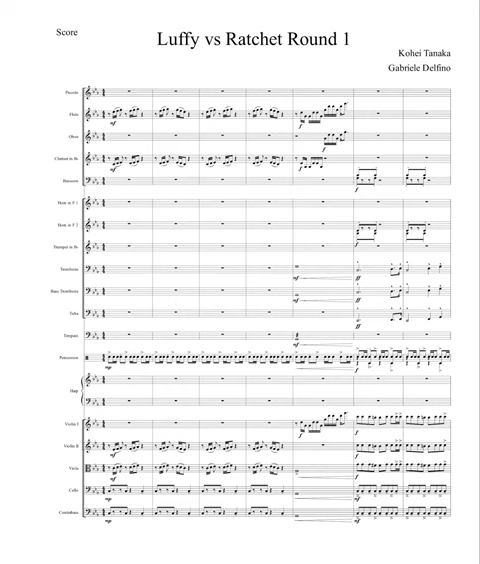 Score
Luffy vs Ratchet Round 1
Kohei Tanaka
Gabriele Delfino
Piccolo
Flute
Oboe
Clarinet in B♭
Bassoon
Horn in F 1
Horn in F 2
Trumpet in B♭
Trombone
Bass Trombone
Tuba
Timpani
Percussion
Harp
Violin I
Violin II
Viola
Cello
Contrabass